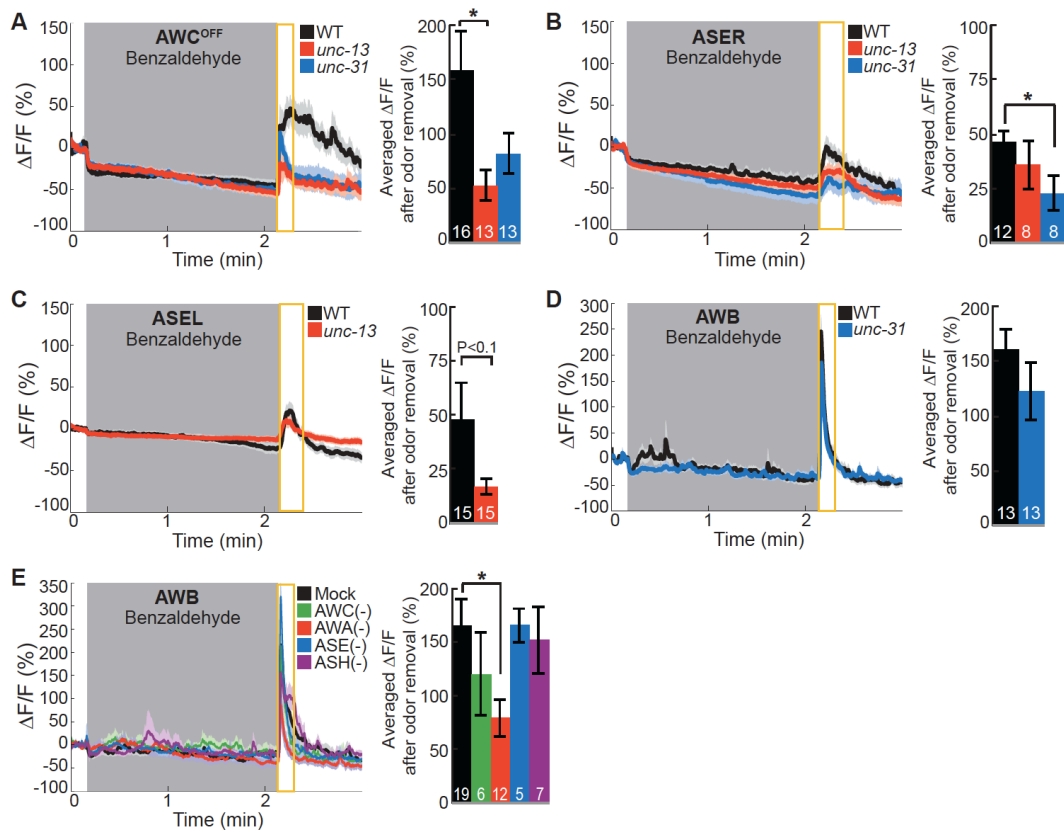 A
AWC^OFF
Benzaldehyde
WT
unc-13
unc-31
ΔF/F (%)
150
100
50
0
-50
-100
0
1
2
Time (min)
Averaged ΔF/F
after odor removal (%)
200
150
100
50
0
*
16
13
13
B
ASER
Benzaldehyde
WT
unc-13
unc-31
ΔF/F (%)
150
100
50
0
-50
-100
0
1
2
Time (min)
Averaged ΔF/F
after odor removal (%)
100
75
50
25
0
*
12
8
8
C
ASEL
Benzaldehyde
WT
unc-13
ΔF/F (%)
150
100
50
0
-50
-100
0
1
2
Time (min)
Averaged ΔF/F
after odor removal (%)
100
75
50
25
0
P<0.1
15
15
D
AWB
Benzaldehyde
WT
unc-31
ΔF/F (%)
300
250
200
150
100
50
0
-50
-100
0
1
2
Time (min)
Averaged ΔF/F
after odor removal (%)
200
150
100
50
0
13
13
E
AWB
Benzaldehyde
Mock
AWC(-)
AWA(-)
ASE(-)
ASH(-)
ΔF/F (%)
350
300
250
200
150
100
50
0
-50
-100
0
1
2
Time (min)
Averaged ΔF/F
after odor removal (%)
200
150
100
50
0
*
19
6
12
5
7